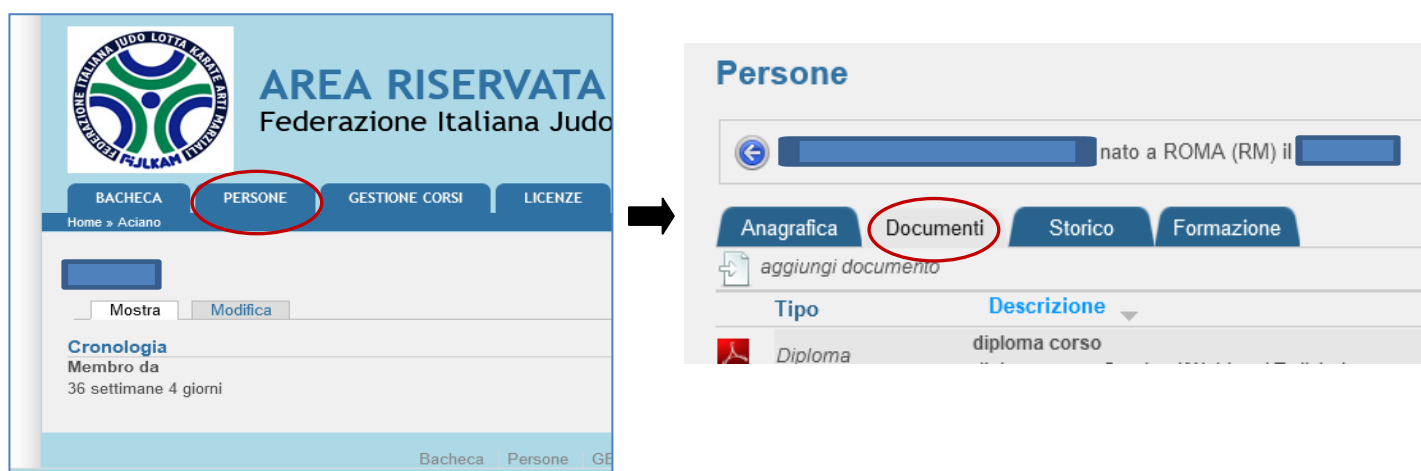 FEDERAZIONE ITALIANA JUDO LOTTA KARATE ARTI MARZIALI
FIJLKAM
AREA RISERVATA
Federazione Italiana Judo
BACHECA PERSONE GESTIONE CORSI LICENZE
Home » Aciano
Mostra Modifica
Cronologia
Membro da
36 settimane 4 giorni
Bacheca Persone GE
Persone
nato a ROMA (RM) il
Anagrafica Documenti Storico Formazione
aggiungi documento
Tipo Descrizione
Diploma diploma corso